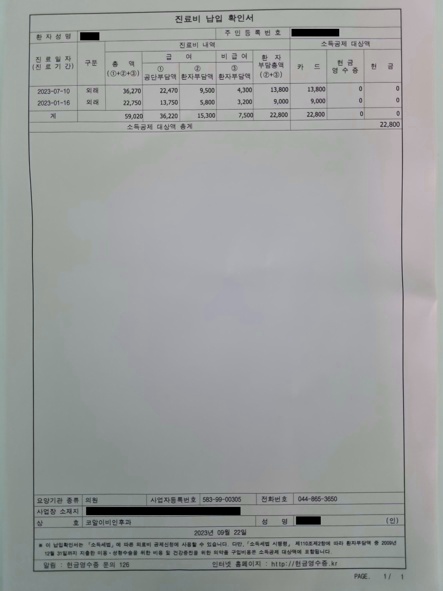 진료비 납입 확인서
환 자 성 명 주 민 등 록 번 호
진 료 일 자 (진 료 기 간) 구분 진료비 내역 소득공제 대상액
총 액 (①+②+③) 급 여 비 급 여 환 자 부담총액 (②+③) 카 드 현 금 영 수 증 현 금
① 공단부담액 ② 환자부담액 ③ 환자부담액
2023-07-10 외래 36,270 22,470 9,500 4,300 13,800 13,800 0 0
2023-01-16 외래 22,750 13,750 5,800 3,200 9,000 9,000 0 0
계 59,020 36,220 15,300 7,500 22,800 22,800 0 0
소득공제 대상액 총계 22,800
요양기관 종류 의원 사업자등록번호 583-99-00305 전화번호 044-865-3650
사업장 소재지
상 호 코말이비인후과 성 명 (인)
2023년 09월 22일
* 이 납입확인서는 「소득세법」에 따른 의료비 공제신청에 사용할 수 있습니다. 다만, 「소득세법 시행령」 제110조제2항에 따라 환자부담액 중 2009년
12월 31일까지 지출한 미용ㆍ성형수술을 위한 비용 및 건강증진을 위한 의약품 구입비용은 소득공제 대상액에 포함됩니다.
알림 : 현금영수증 문의 126 인터넷 홈페이지 : http://현금영수증.kr
PAGE. 1 / 1